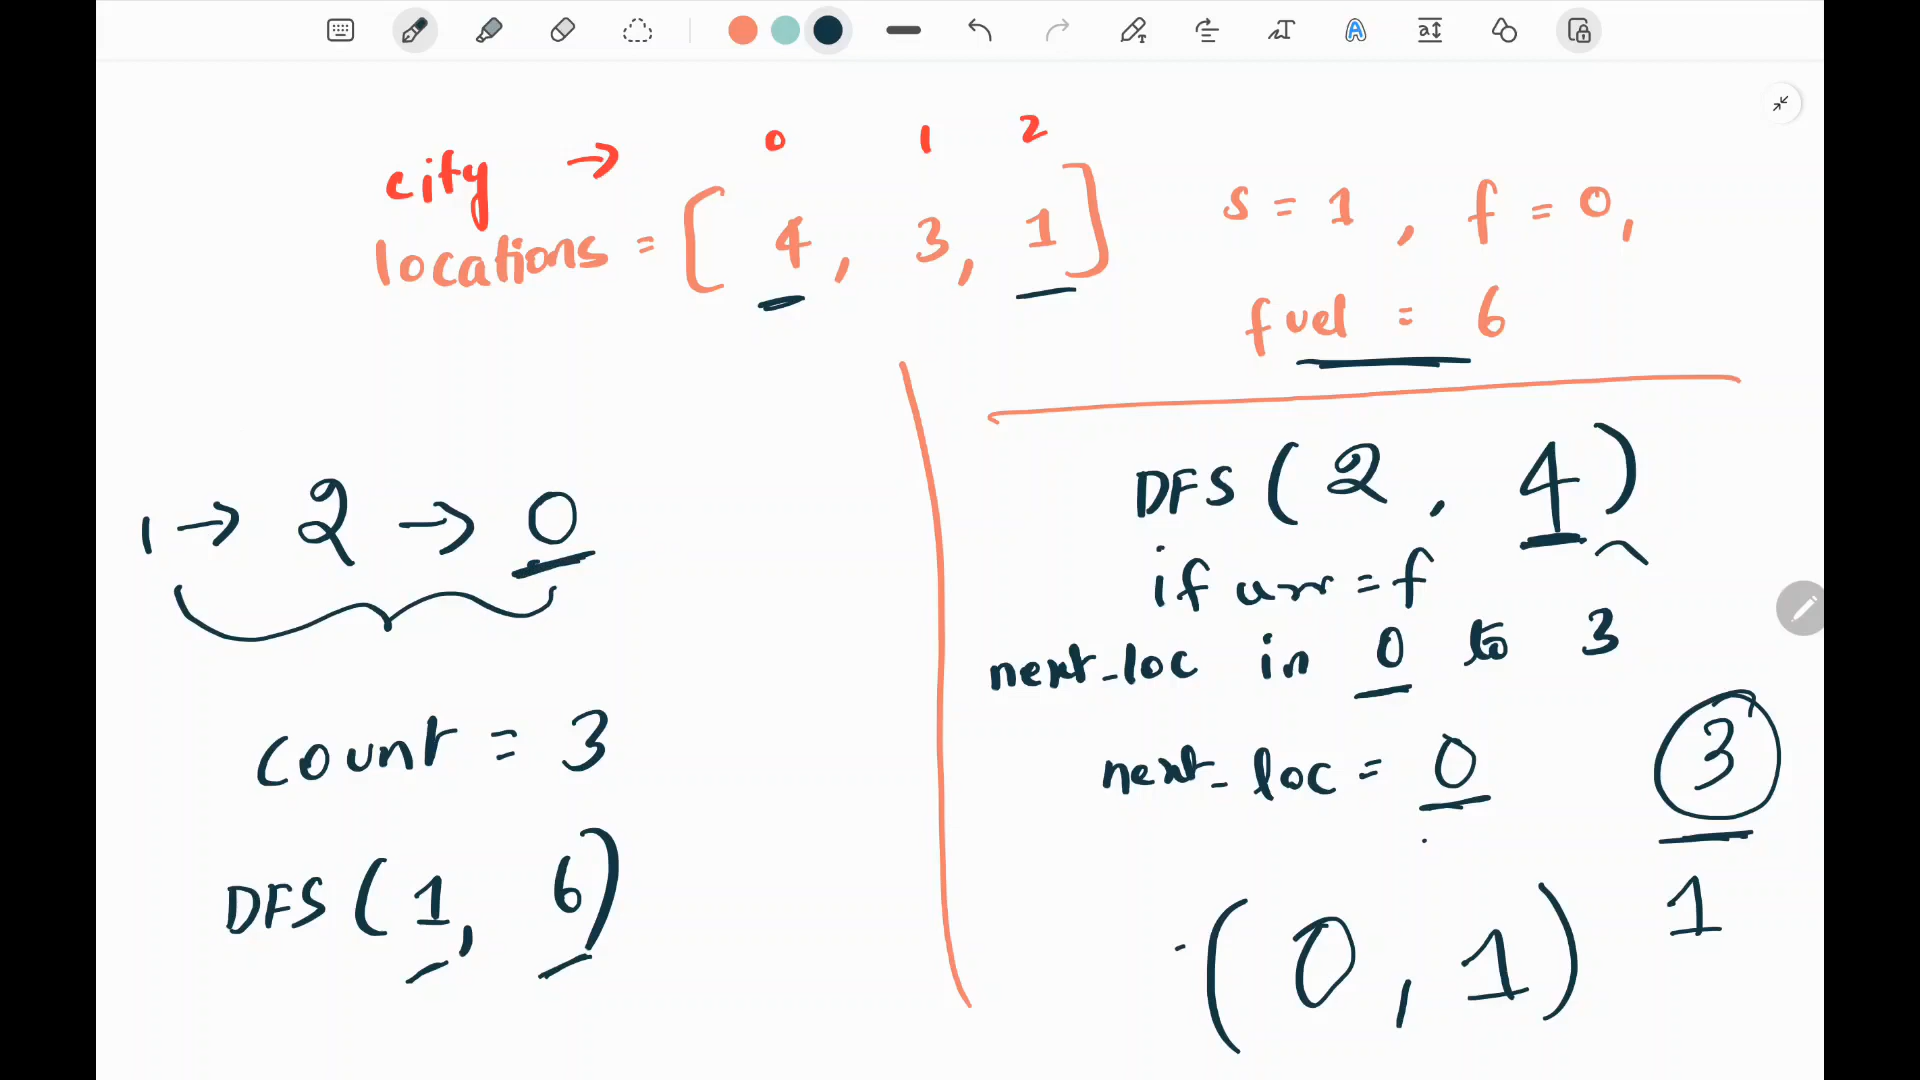 city → 0 1 2
locations = [ 4 , 3 , 1 ]
s = 1 , f = 0 ,
fuel = 6
1 → 2 → 0
count = 3
DFS ( 1 , 6 )
DFS ( 2 , 4 )
if curr = f
next_loc in 0 to 3
next_loc = 0
3
1
( 0 , 1 )